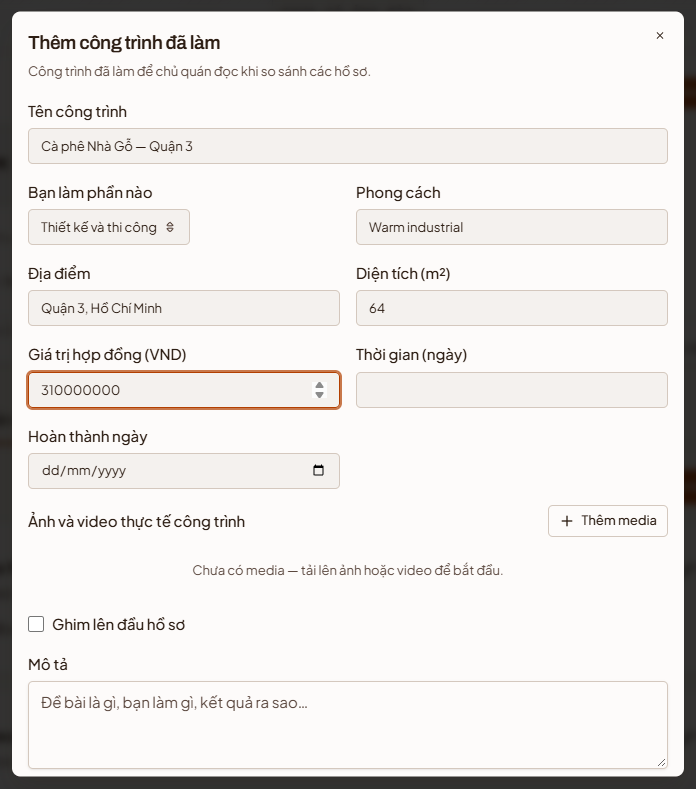 Thêm công trình đã làm
×
Công trình đã làm để chủ quán đọc khi so sánh các hồ sơ.
Tên công trình
Cà phê Nhà Gỗ — Quận 3
Bạn làm phần nào
Phong cách
Thiết kế và thi công
Warm industrial
Địa điểm
Diện tích (m²)
Quận 3, Hồ Chí Minh
64
Giá trị hợp đồng (VND)
Thời gian (ngày)
310000000
Hoàn thành ngày
dd/mm/yyyy
Ảnh và video thực tế công trình
+ Thêm media
Chưa có media — tải lên ảnh hoặc video để bắt đầu.
Ghim lên đầu hồ sơ
Mô tả
Đề bài là gì, bạn làm gì, kết quả ra sao...